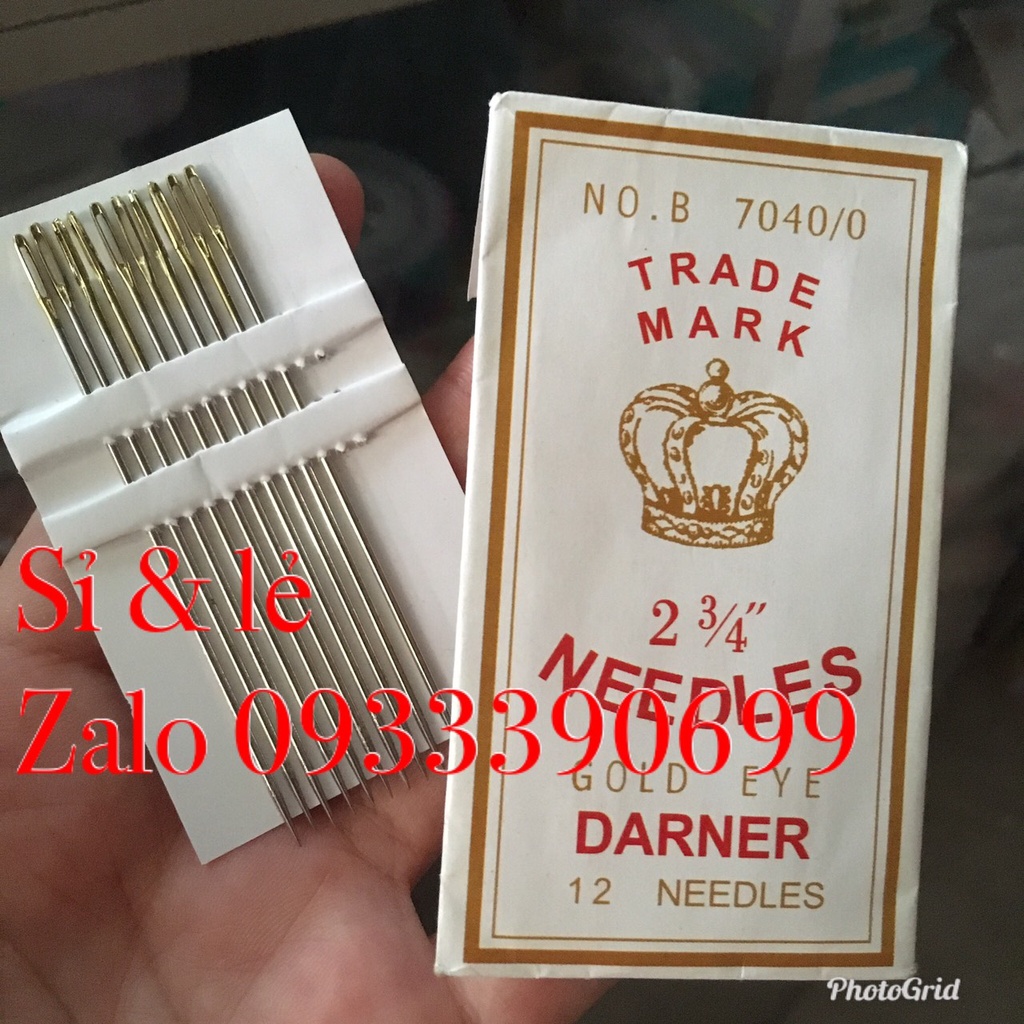 NO.B 7040/0
TRADE
MARK
2 3/4"
NEEDLES
GOLD EYE
DARNER
12 NEEDLES
Sỉ & lẻ
Zalo 0933390699
PhotoGrid